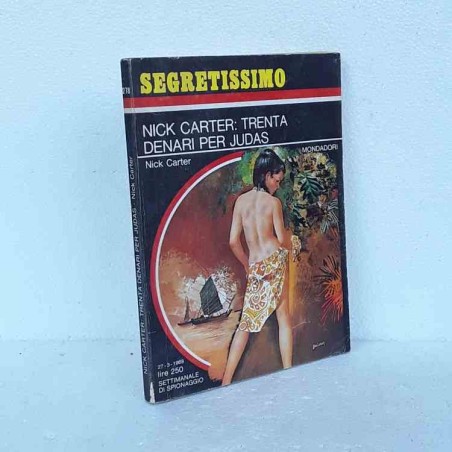 SEGRETISSIMO
NICK CARTER: TRENTA
DENARI PER JUDAS
Nick Carter
MONDADORI
lire 250
SETTIMANALE
DI SPIONAGGIO
NICK CARTER: TRENTA DENARI PER JUDAS Nick Carter